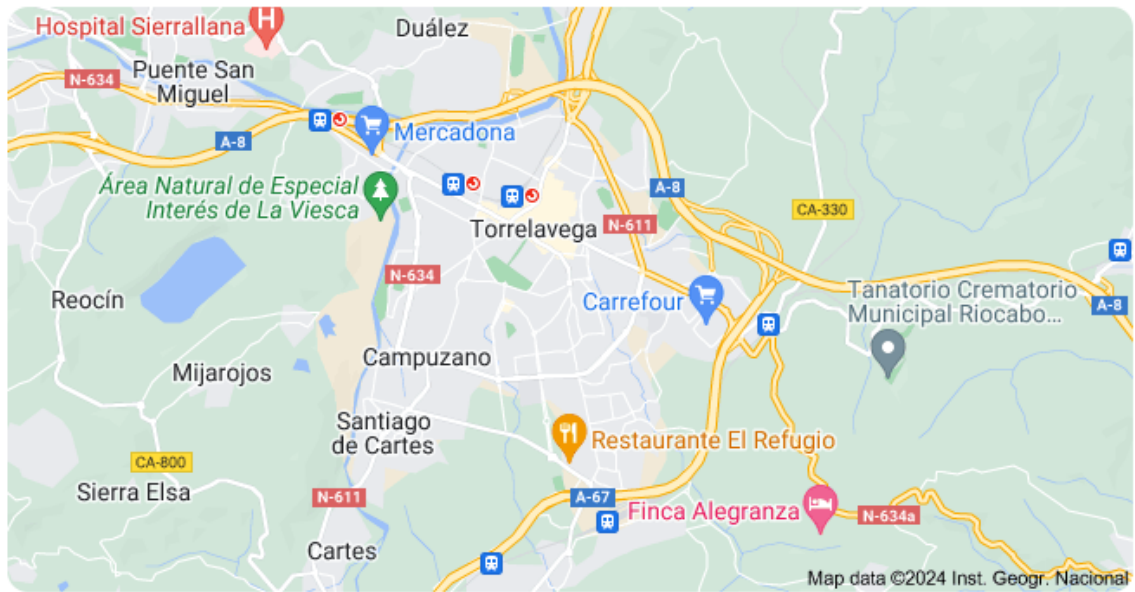 Hospital Sierrallana
H
Duález
Puente San
Miguel
N-634
Mercadona
A-8
Área Natural de Especial
Interés de La Viesca
A-8
CA-330
Torrelavega
N-611
N-634
Reocín
Carrefour
Tanatorio Crematorio
Municipal Riocabo...
A-8
Campuzano
Mijarojos
Santiago
de Cartes
Restaurante El Refugio
CA-800
Sierra Elsa
N-611
A-67
Finca Alegranza
N-634a
Cartes
Map data ©2024 Inst. Geogr. Nacional